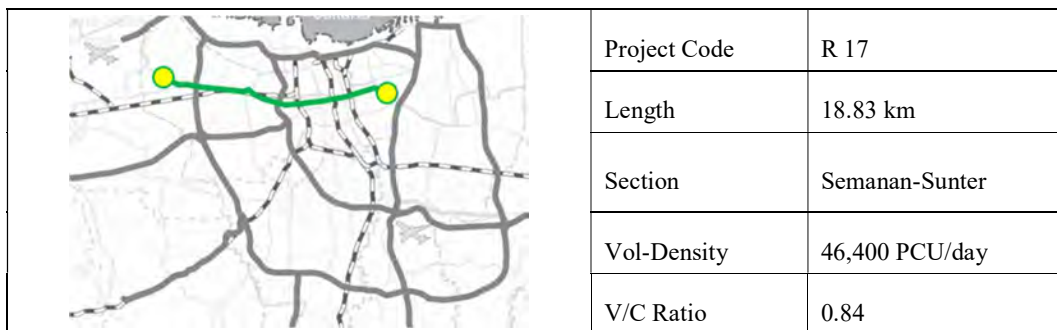 Project Code R 17
Length 18.83 km
Section Semanan-Sunter
Vol-Density 46,400 PCU/day
V/C Ratio 0.84